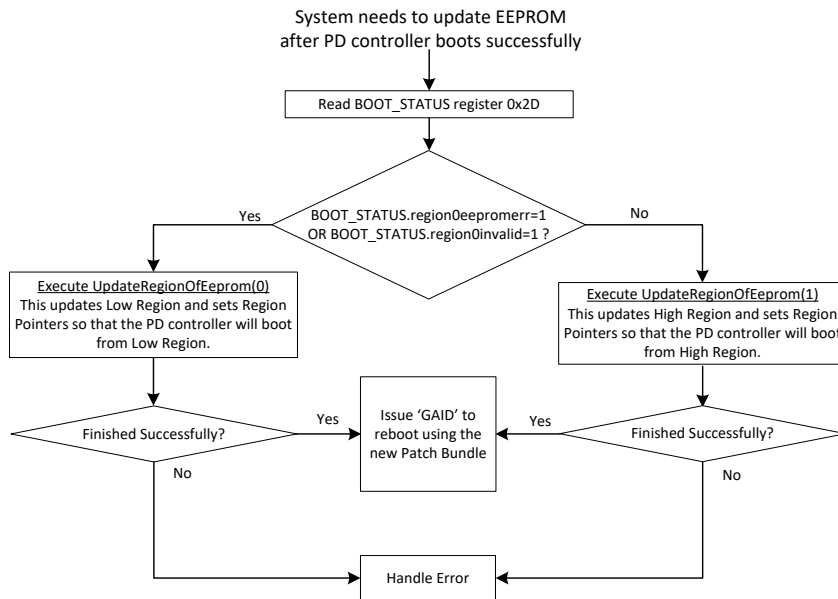 System needs to update EEPROM
after PD controller boots successfully
Read BOOT_STATUS register 0x2D
BOOT_STATUS.region0eepromerr=1
OR BOOT_STATUS.region0invalid=1 ?
Yes
No
Execute UpdateRegionOfEeprom(0)
This updates Low Region and sets Region
Pointers so that the PD controller will boot
from Low Region.
Execute UpdateRegionOfEeprom(1)
This updates High Region and sets Region
Pointers so that the PD controller will boot
from High Region.
Finished Successfully?
Yes
Issue ‘GAID’ to
reboot using the
new Patch Bundle
Yes
Finished Successfully?
No
No
Handle Error